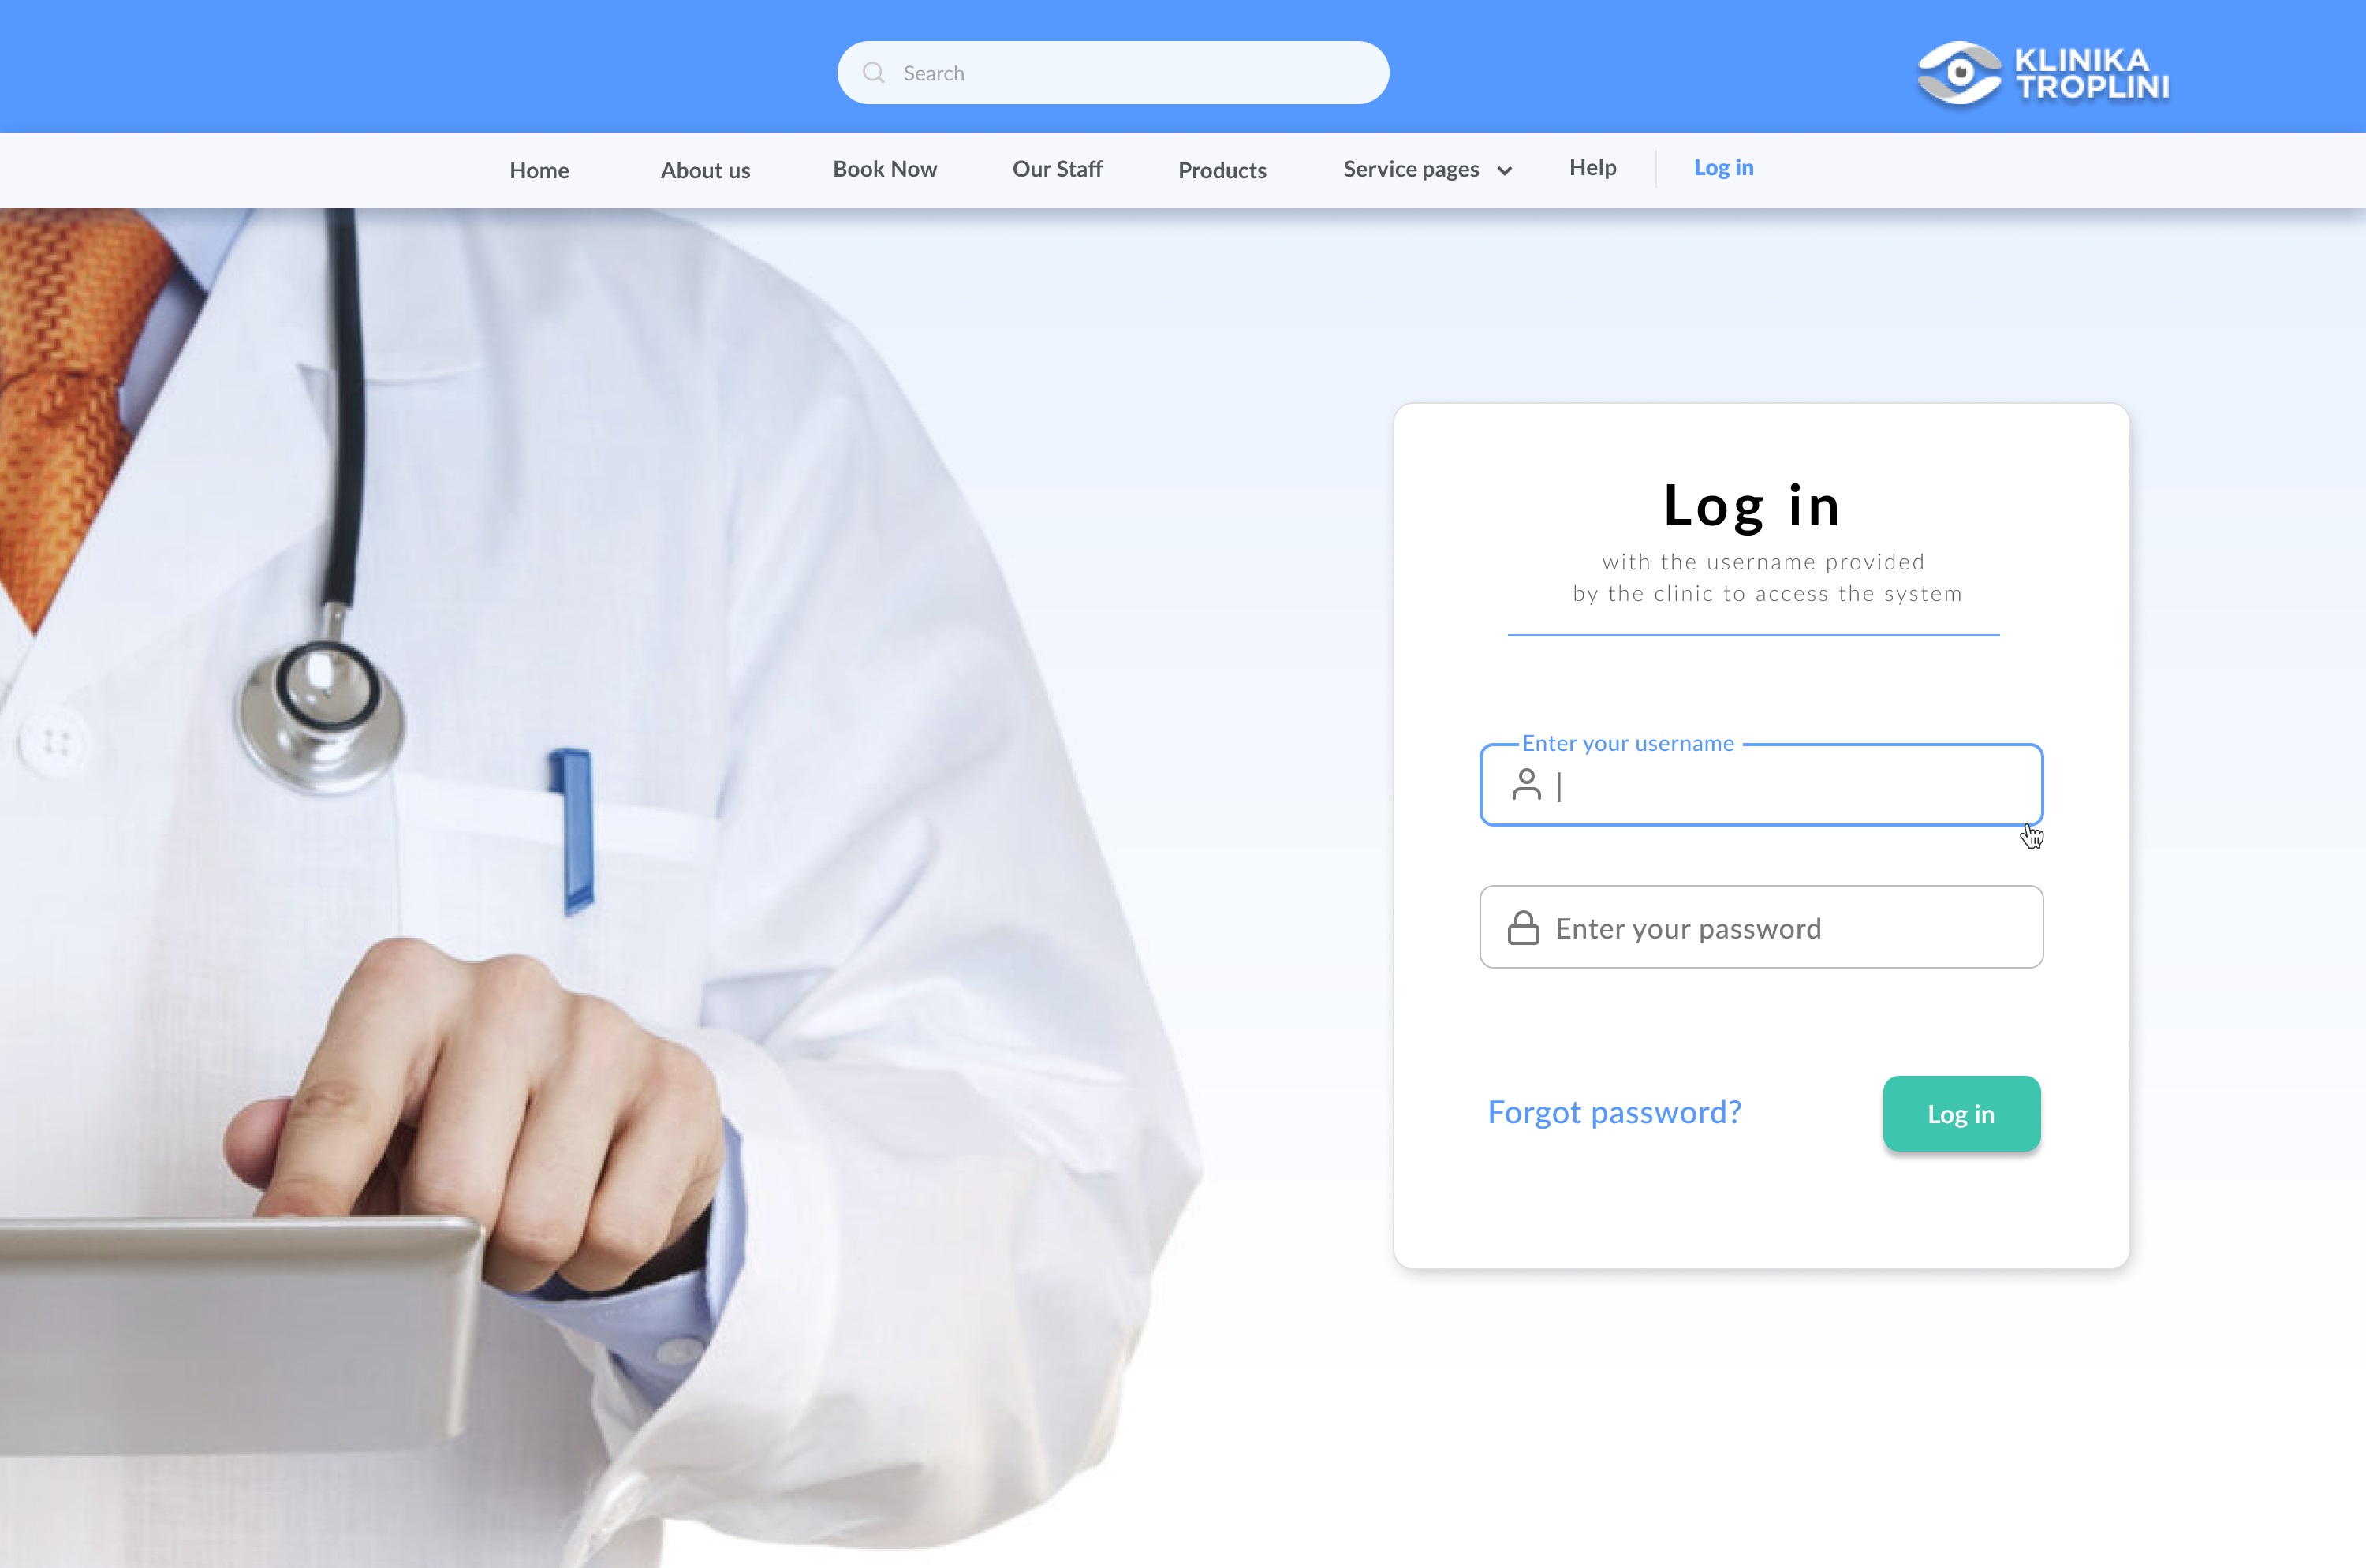 Search
KLINIKA
TROPLINI
Home
About us
Book Now
Our Staff
Products
Service pages
Help
Log in
Log in
with the username provided
by the clinic to access the system
Enter your username
Enter your password
Forgot password?
Log in